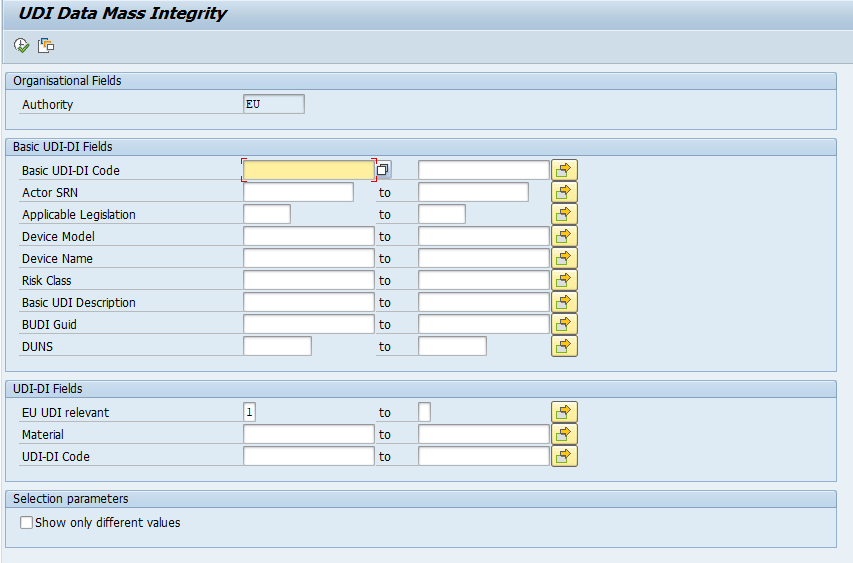 UDI Data Mass Integrity
Organisational Fields
Authority EU
Basic UDI-DI Fields
Basic UDI-DI Code
Actor SRN to
Applicable Legislation to
Device Model to
Device Name to
Risk Class to
Basic UDI Description to
BUDI Guid to
DUNS to
UDI-DI Fields
EU UDI relevant 1 to
Material to
UDI-DI Code to
Selection parameters
Show only different values